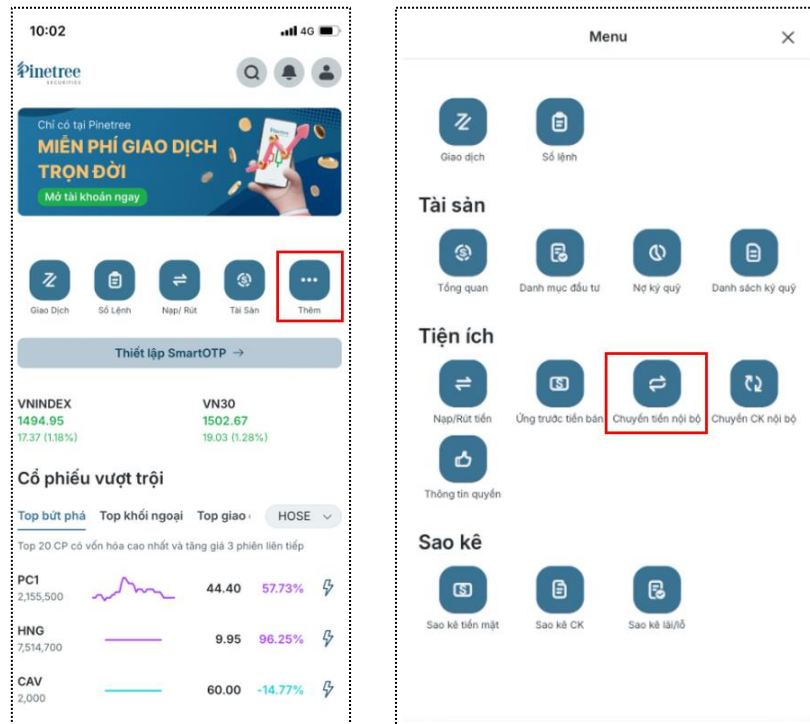 10:02
4G
Pinetree
SECURITIES
Chỉ có tại Pinetree
MIỄN PHÍ GIAO DỊCH
TRỌN ĐỜI
Mở tài khoản ngay
Giao Dịch
Sổ Lệnh
Nạp/ Rút
Tài Sản
Thêm
Thiết lập SmartOTP →
VNINDEX
1494.95
17.37 (1.18%)
VN30
1502.67
19.03 (1.28%)
Cổ phiếu vượt trội
Top bứt phá Top khối ngoại Top giao HOSE
Top 20 CP có vốn hóa cao nhất và tăng giá 3 phiên liên tiếp
PC1
2,155,500
44.40 57.73%
HNG
7,514,700
9.95 96.25%
CAV
2,000
60.00 -14.77%
Menu
Giao dịch
Sổ lệnh
Tài sản
Tổng quan
Danh mục đầu tư
Nợ ký quỹ
Danh sách ký quỹ
Tiện ích
Nạp/Rút tiền
Ứng trước tiền bán
Chuyển tiền nội bộ
Chuyển CK nội bộ
Thông tin quyền
Sao kê
Sao kê tiền mặt
Sao kê CK
Sao kê lãi/lỗ